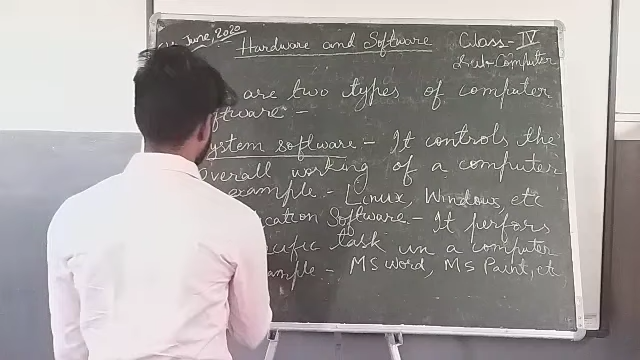 June, 2020
Hardware and Software
Class - IV
Sub - Computer
are two types of computer
ftware -
ystem software - It controls the
Overall working of a computer
example - Linux, Windows, etc
ication Software - It perfors
cific task in a computer
ample - MS Word, MS Paint, etc